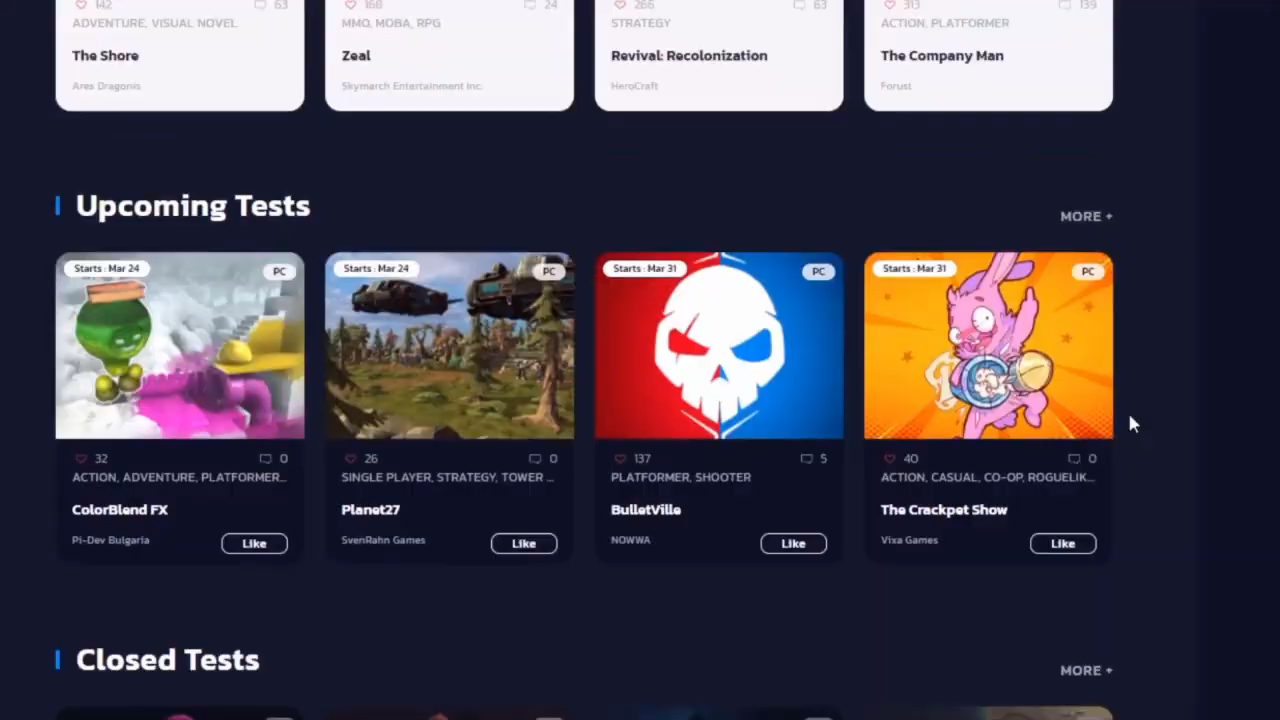 142 63 168 24 266 63 313 139
ADVENTURE, VISUAL NOVEL MMO, MOBA, RPG STRATEGY ACTION, PLATFORMER
The Shore Zeal Revival: Recolonization The Company Man
Ares Dragonis Skymarch Entertainment Inc. HeroCraft Forust
Upcoming Tests
MORE +
Starts : Mar 24 PC Starts : Mar 24 PC Starts : Mar 31 PC Starts : Mar 31 PC
32 0 26 0 137 5 40 0
ACTION, ADVENTURE, PLATFORMER... SINGLE PLAYER, STRATEGY, TOWER ... PLATFORMER, SHOOTER ACTION, CASUAL, CO-OP, ROGUELIK...
ColorBlend FX Planet27 BulletVille The Crackpet Show
Pi-Dev Bulgaria Like SvenRahn Games Like NOWWA Like Vixa Games Like
Closed Tests
MORE +